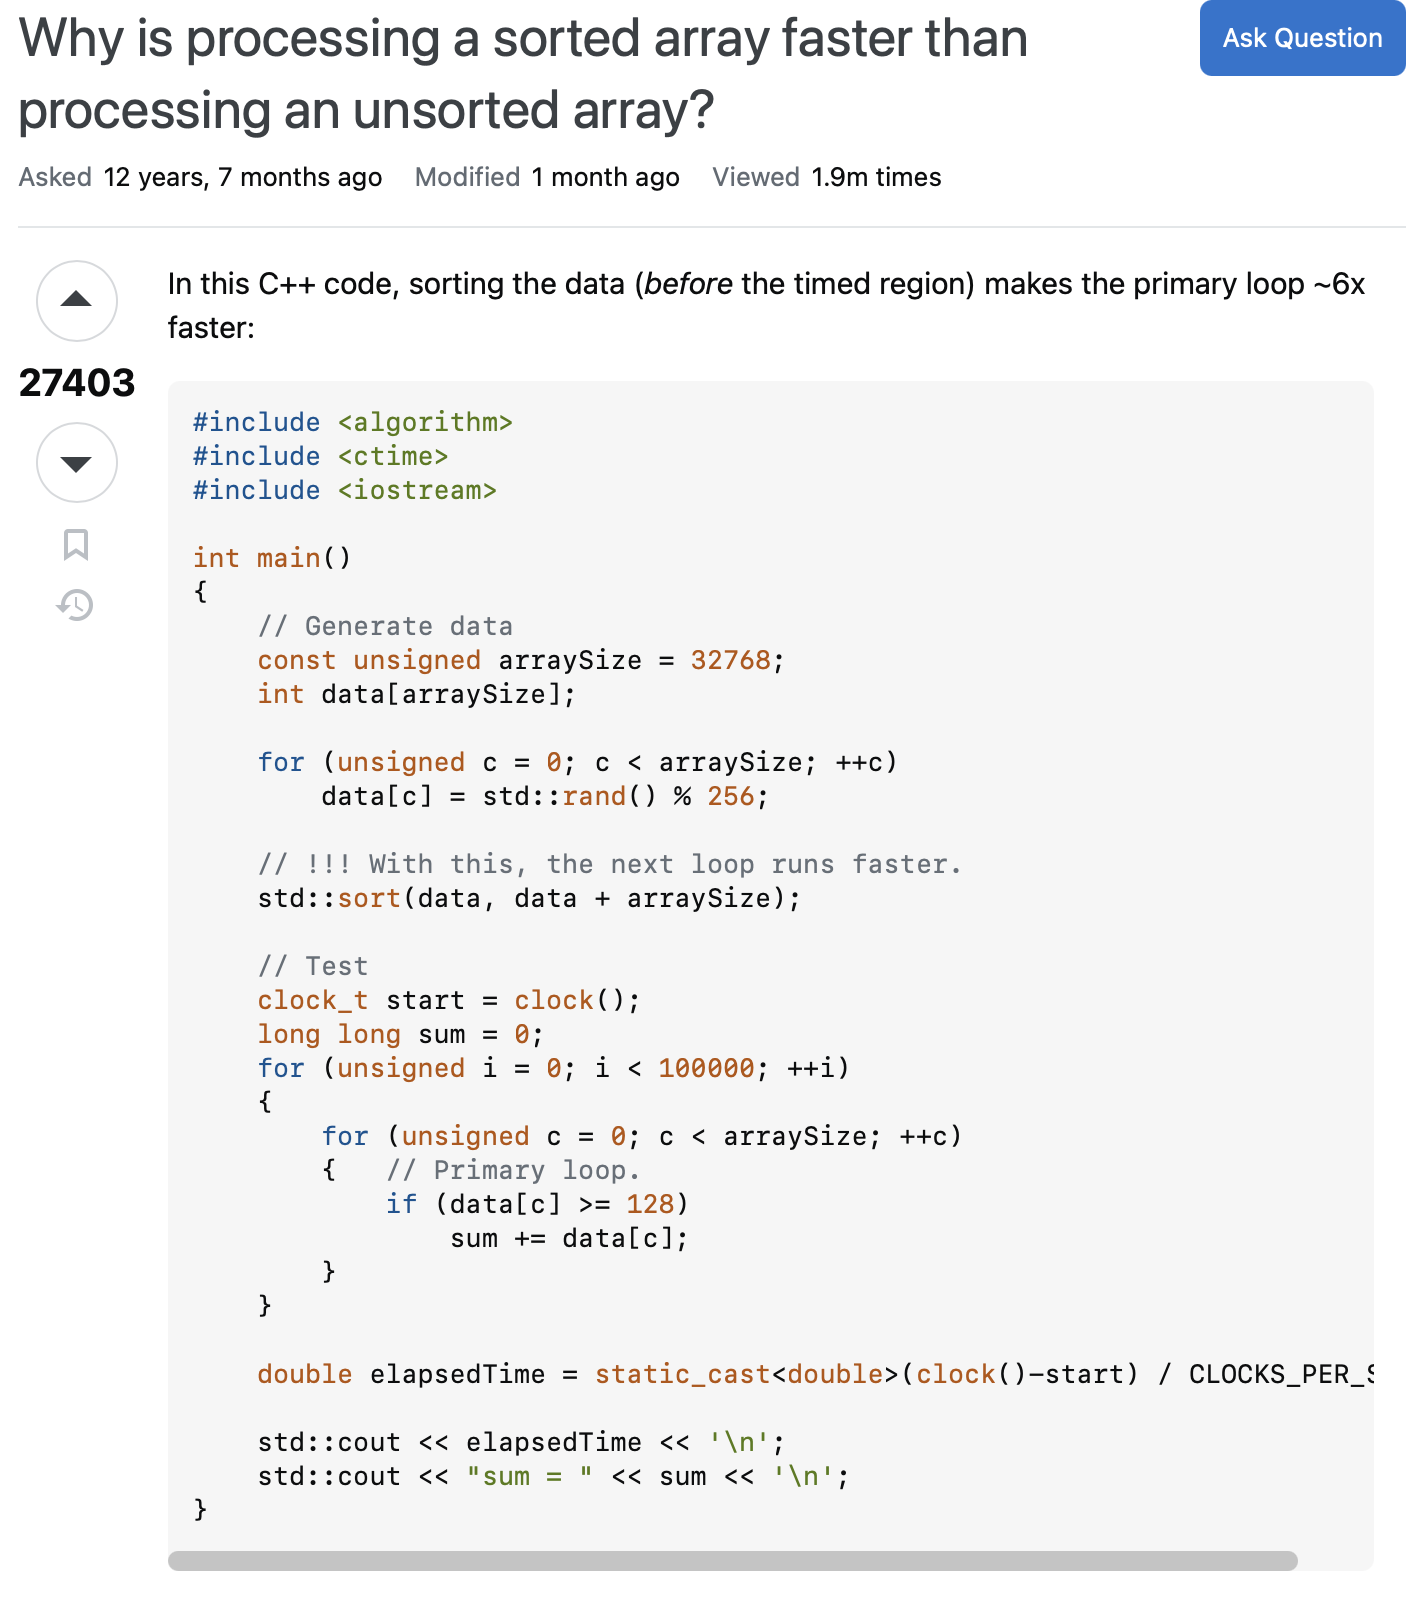 Why is processing a sorted array faster than
processing an unsorted array?
Ask Question
Asked 12 years, 7 months ago Modified 1 month ago Viewed 1.9m times
27403
In this C++ code, sorting the data (before the timed region) makes the primary loop ~6x
faster:
#include <algorithm>
#include <ctime>
#include <iostream>

int main()
{
    // Generate data
    const unsigned arraySize = 32768;
    int data[arraySize];

    for (unsigned c = 0; c < arraySize; ++c)
        data[c] = std::rand() % 256;

    // !!! With this, the next loop runs faster.
    std::sort(data, data + arraySize);

    // Test
    clock_t start = clock();
    long long sum = 0;
    for (unsigned i = 0; i < 100000; ++i)
    {
        for (unsigned c = 0; c < arraySize; ++c)
        {   // Primary loop.
            if (data[c] >= 128)
                sum += data[c];
        }
    }

    double elapsedTime = static_cast<double>(clock()-start) / CLOCKS_PER_S

    std::cout << elapsedTime << '\n';
    std::cout << "sum = " << sum << '\n';
}